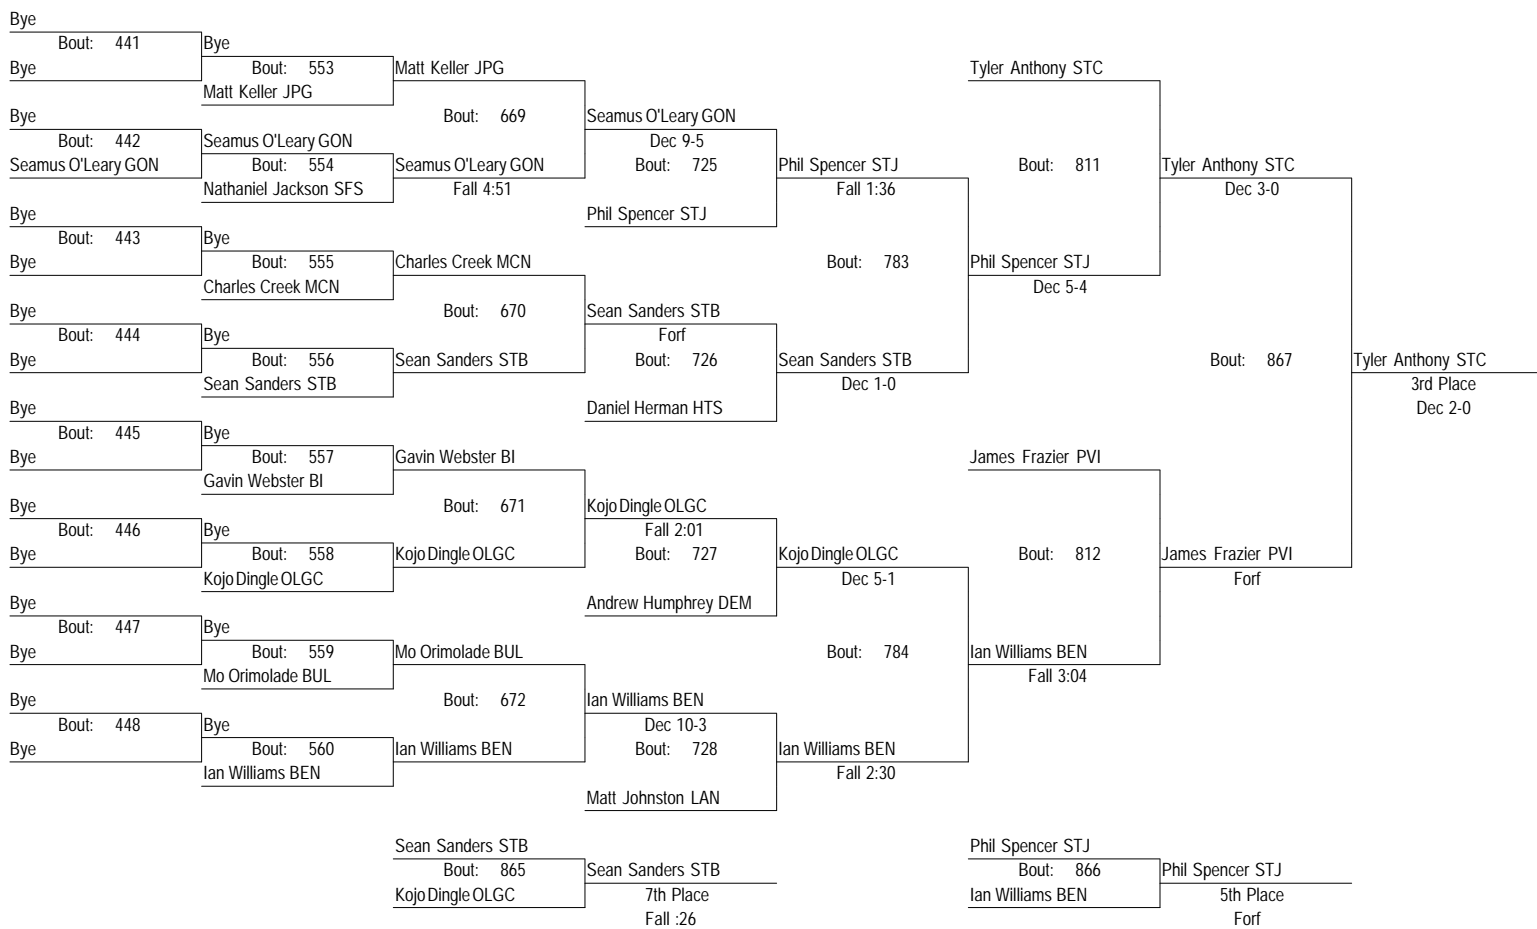 Bye
Bout: 441 Bye
Bye Bout: 553 Matt Keller JPG Tyler Anthony STC
Matt Keller JPG
Bye Bout: 669 Seamus O'Leary GON
Bout: 442 Seamus O'Leary GON Dec 9-5
Seamus O'Leary GON Bout: 554 Seamus O'Leary GON Bout: 725 Phil Spencer STJ Bout: 811 Tyler Anthony STC
Nathaniel Jackson SFS Fall 4:51 Fall 1:36 Dec 3-0
Bye Phil Spencer STJ
Bout: 443 Bye
Bye Bout: 555 Charles Creek MCN Bout: 783 Phil Spencer STJ
Charles Creek MCN Dec 5-4
Bye Bout: 670 Sean Sanders STB
Bout: 444 Bye Forf
Bye Bout: 556 Sean Sanders STB Bout: 726 Sean Sanders STB Bout: 867 Tyler Anthony STC
Sean Sanders STB Dec 1-0 3rd Place
Bye Daniel Herman HTS Dec 2-0
Bout: 445 Bye
Bye Bout: 557 Gavin Webster BI James Frazier PVI
Gavin Webster BI
Bye Bout: 671 Kojo Dingle OLGC
Bout: 446 Bye Fall 2:01
Bye Bout: 558 Kojo Dingle OLGC Bout: 727 Kojo Dingle OLGC Bout: 812 James Frazier PVI
Kojo Dingle OLGC Dec 5-1 Forf
Bye Andrew Humphrey DEM
Bout: 447 Bye
Bye Bout: 559 Mo Orimolade BUL Bout: 784 Ian Williams BEN
Mo Orimolade BUL Fall 3:04
Bye Bout: 672 Ian Williams BEN
Bout: 448 Bye Dec 10-3
Bye Bout: 560 Ian Williams BEN Bout: 728 Ian Williams BEN
Ian Williams BEN Fall 2:30
Matt Johnston LAN
Sean Sanders STB Phil Spencer STJ
Bout: 865 Sean Sanders STB Bout: 866 Phil Spencer STJ
Kojo Dingle OLGC 7th Place Ian Williams BEN 5th Place
Fall :26 Forf